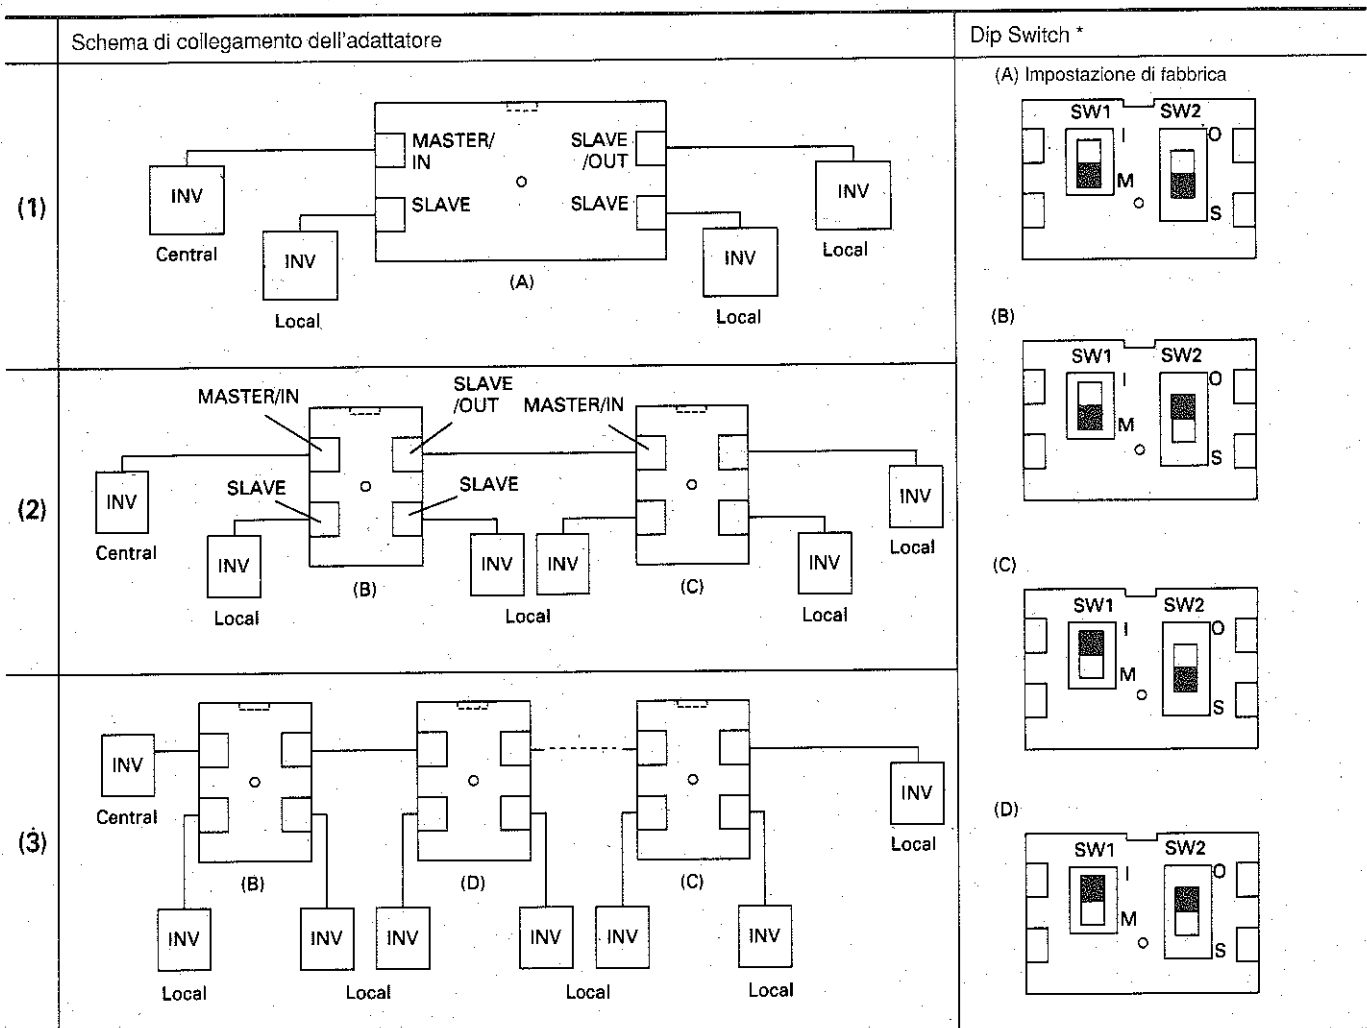 Schema di collegamento dell'adattatore
Dip Switch *
(1)
MASTER/
IN
SLAVE
/OUT
SLAVE
SLAVE
INV
Central
INV
Local
INV
Local
INV
Local
(A)
(2)
MASTER/IN
SLAVE
/OUT
MASTER/IN
SLAVE
SLAVE
INV
Central
INV
Local
INV
INV
Local
INV
Local
INV
Local
(B)
(C)
(3)
INV
Central
INV
Local
(B)
(D)
(C)
INV
Local
INV
INV
Local
INV
INV
Local
INV
Local
(A) Impostazione di fabbrica
SW1
SW2
I
O
M
S
(B)
SW1
SW2
I
O
M
S
(C)
SW1
SW2
I
O
M
S
(D)
SW1
SW2
I
O
M
S